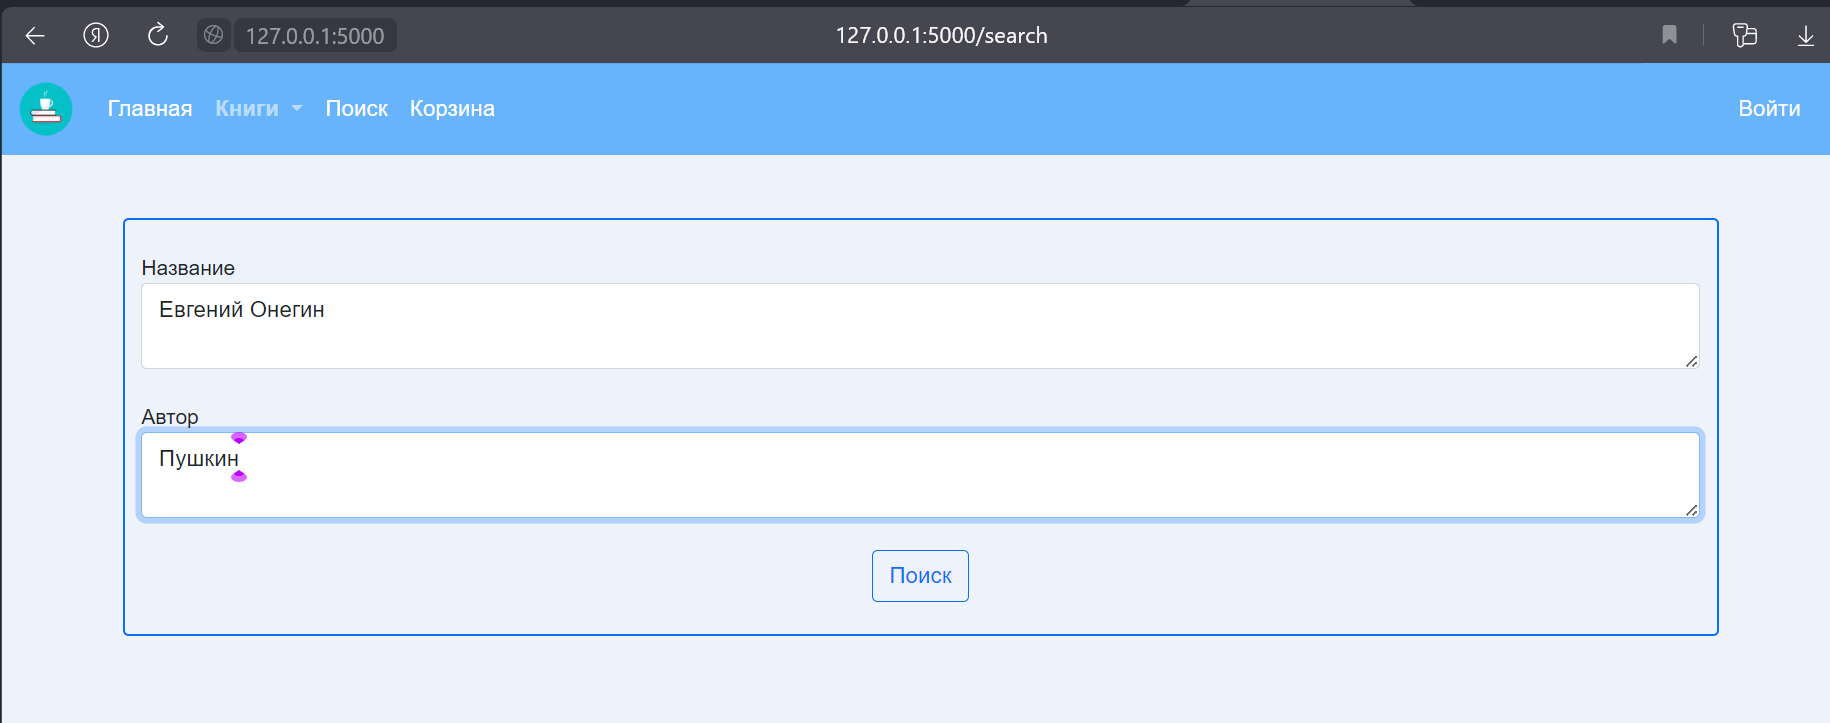 127.0.0.1:5000 127.0.0.1:5000/search
Главная Книги Поиск Корзина Войти
Название
Евгений Онегин
Автор
Пушкин
Поиск